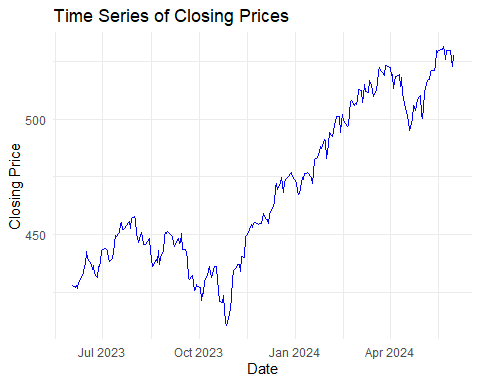 Time Series of Closing Prices
Closing Price
500
450
Jul 2023
Oct 2023
Jan 2024
Apr 2024
Date